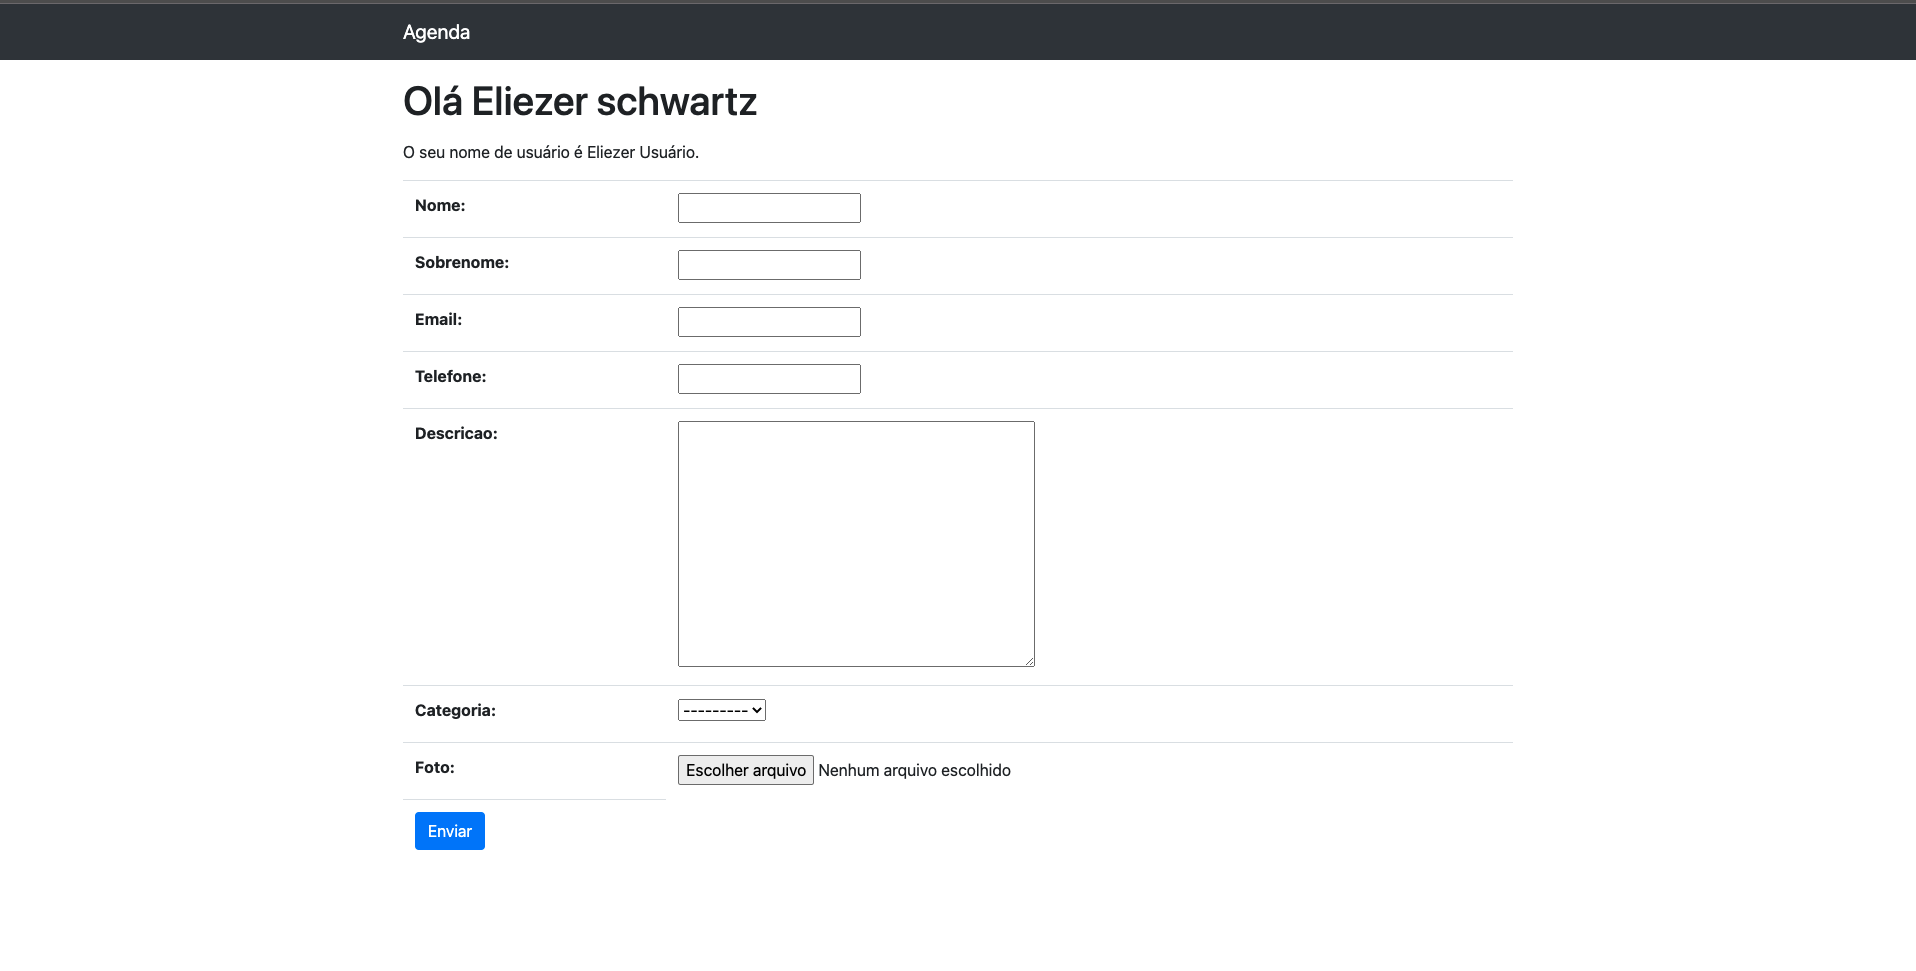 Agenda
Olá Eliezer schwartz
O seu nome de usuário é Eliezer Usuário.
Nome:
Sobrenome:
Email:
Telefone:
Descricao:
Categoria: ---------
Foto: Escolher arquivo Nenhum arquivo escolhido
Enviar